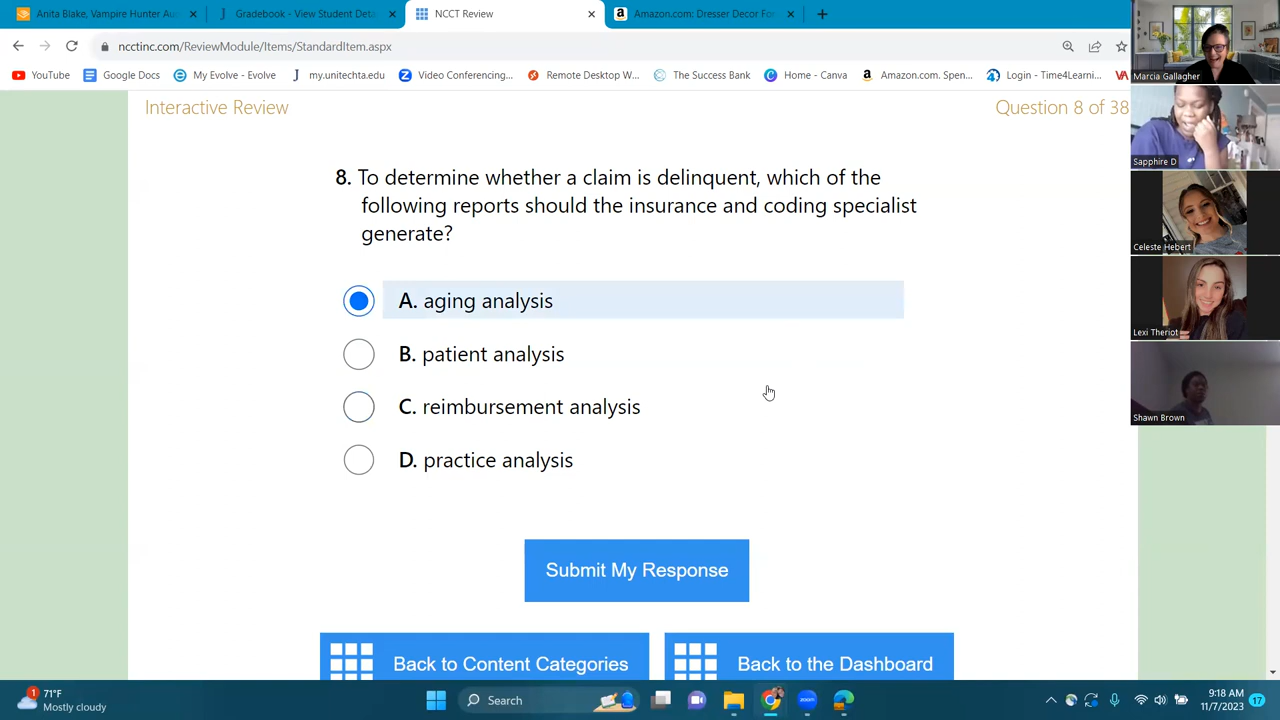 Anita Blake, Vampire Hunter Au
Gradebook - View Student Deta
NCCT Review
Amazon.com: Dresser Decor For
ncctinc.com/ReviewModule/Items/StandardItem.aspx
YouTube
Google Docs
My Evolve - Evolve
my.unitechta.edu
Video Conferencing...
Remote Desktop W...
The Success Bank
Home - Canva
Amazon.com. Spen...
Login - Time4Learni...
VA
Interactive Review
Question 8 of 38
8. To determine whether a claim is delinquent, which of the
following reports should the insurance and coding specialist
generate?
A. aging analysis
B. patient analysis
C. reimbursement analysis
D. practice analysis
Submit My Response
Back to Content Categories
Back to the Dashboard
Marcia Gallagher
Sapphire D
Celeste Hebert
Lexi Theriot
Shawn Brown
1
71°F
Mostly cloudy
Search
9:18 AM
11/7/2023
17